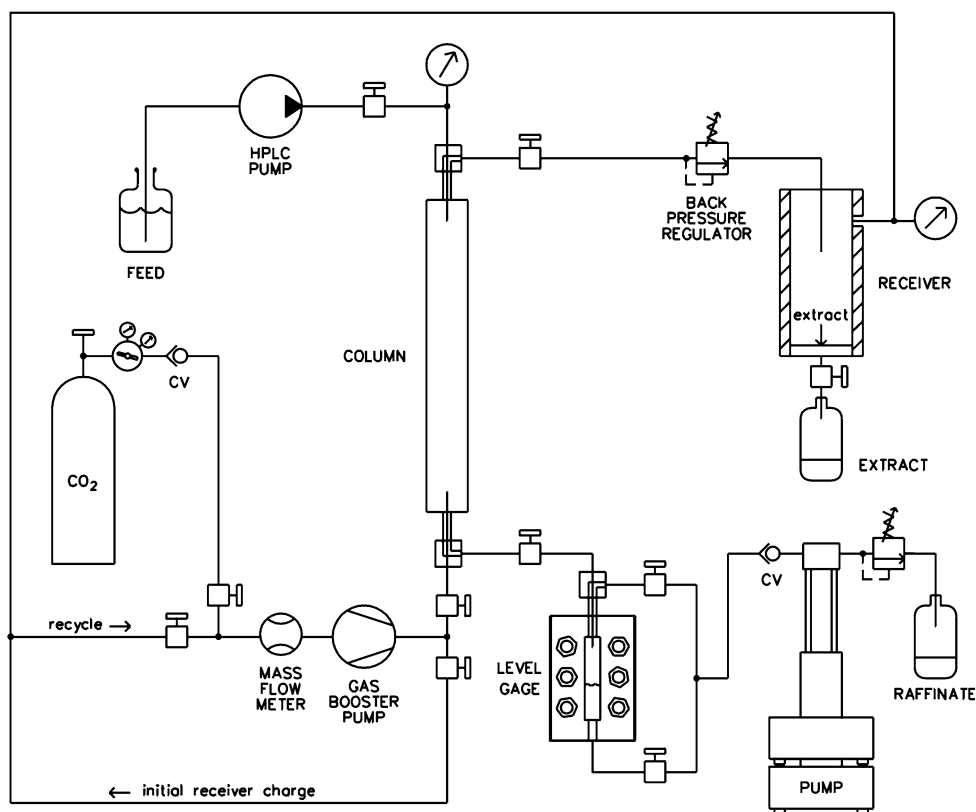 HPLC
PUMP
FEED
BACK
PRESSURE
REGULATOR
RECEIVER
extract
COLUMN
CV
CO2
EXTRACT
CV
recycle
MASS
FLOW
METER
GAS
BOOSTER
PUMP
LEVEL
GAGE
RAFFINATE
PUMP
initial receiver charge